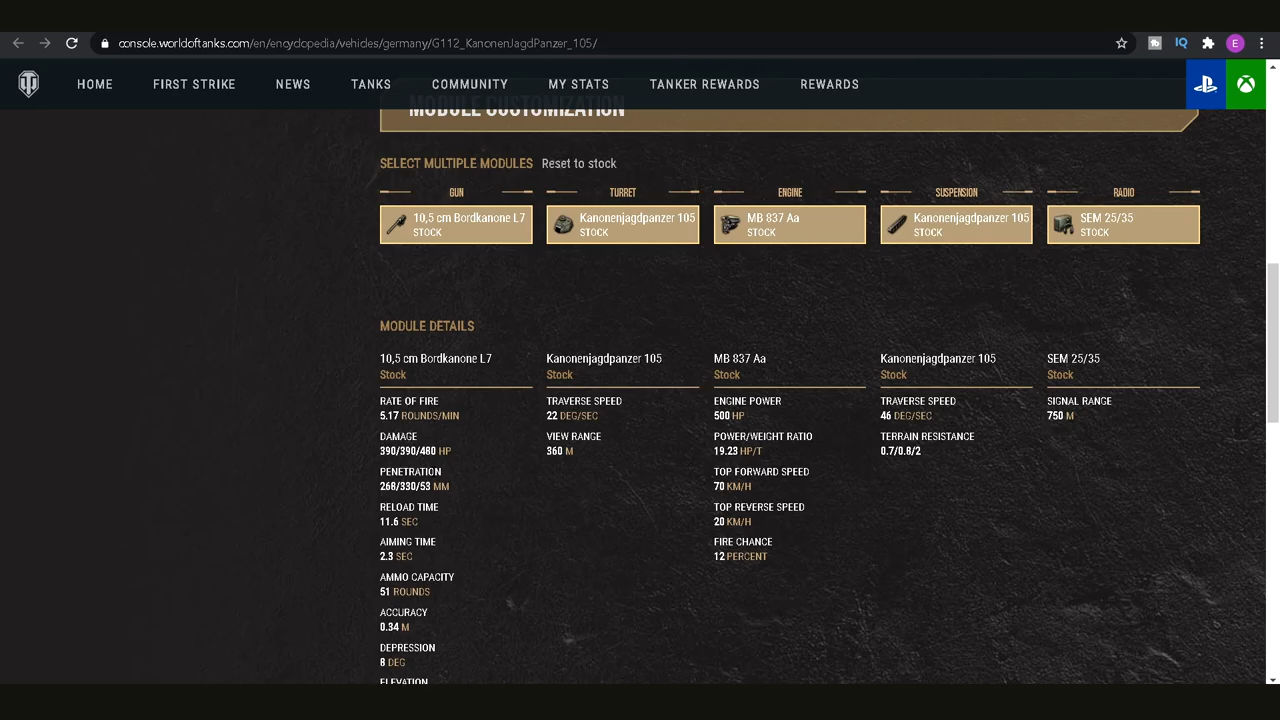 console.worldoftanks.com/en/encyclopedia/vehicles/germany/G112_KanonenJagdPanzer_105/
IQ
E
HOME
FIRST STRIKE
NEWS
TANKS
COMMUNITY
MY STATS
TANKER REWARDS
REWARDS
MODULE CUSTOMIZATION
SELECT MULTIPLE MODULES Reset to stock
GUN
10,5 cm Bordkanone L7
STOCK
TURRET
Kanonenjagdpanzer 105
STOCK
ENGINE
MB 837 Aa
STOCK
SUSPENSION
Kanonenjagdpanzer 105
STOCK
RADIO
SEM 25/35
STOCK
MODULE DETAILS
10,5 cm Bordkanone L7
Stock
RATE OF FIRE
5.17 ROUNDS/MIN
DAMAGE
390/390/480 HP
PENETRATION
268/330/53 MM
RELOAD TIME
11.6 SEC
AIMING TIME
2.3 SEC
AMMO CAPACITY
51 ROUNDS
ACCURACY
0.34 M
DEPRESSION
8 DEG
ELEVATION
Kanonenjagdpanzer 105
Stock
TRAVERSE SPEED
22 DEG/SEC
VIEW RANGE
360 M
MB 837 Aa
Stock
ENGINE POWER
500 HP
POWER/WEIGHT RATIO
19.23 HP/T
TOP FORWARD SPEED
70 KM/H
TOP REVERSE SPEED
20 KM/H
FIRE CHANCE
12 PERCENT
Kanonenjagdpanzer 105
Stock
TRAVERSE SPEED
46 DEG/SEC
TERRAIN RESISTANCE
0.7/0.8/2
SEM 25/35
Stock
SIGNAL RANGE
750 M